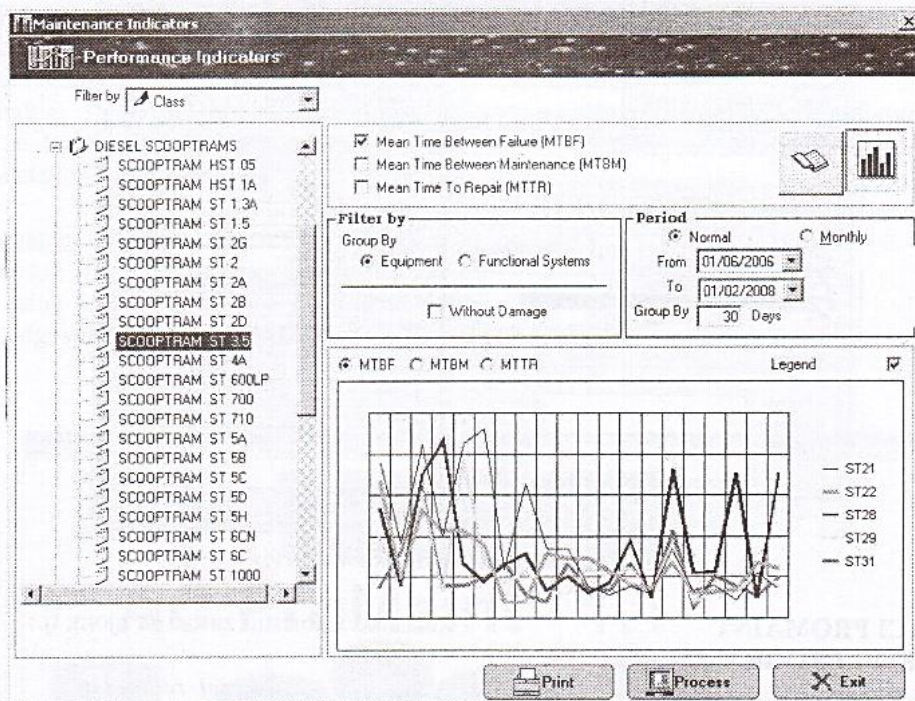 Maintenance Indicators
Performance Indicators
Filter by Class
DIESEL SCOOPTRAMS
SCOOPTRAM HST 05
SCOOPTRAM HST 1A
SCOOPTRAM ST 1.3A
SCOOPTRAM ST 1.5
SCOOPTRAM ST 2G
SCOOPTRAM ST 2
SCOOPTRAM ST 2A
SCOOPTRAM ST 2B
SCOOPTRAM ST 2D
SCOOPTRAM ST 3.5
SCOOPTRAM ST 4A
SCOOPTRAM ST 600LP
SCOOPTRAM ST 700
SCOOPTRAM ST 710
SCOOPTRAM ST 5A
SCOOPTRAM ST 5B
SCOOPTRAM ST 5C
SCOOPTRAM ST 5D
SCOOPTRAM ST 5H
SCOOPTRAM ST 6CN
SCOOPTRAM ST 6C
SCOOPTRAM ST 1000
Mean Time Between Failure (MTBF)
Mean Time Between Maintenance (MTBM)
Mean Time To Repair (MTTR)
Filter by
Group By
Equipment Functional Systems
Without Damage
Period
Normal Monthly
From 01/06/2006
To 01/02/2008
Group By 30 Days
MTBF MTBM MTTR Legend
ST21
ST22
ST28
ST29
ST31
Print Process Exit